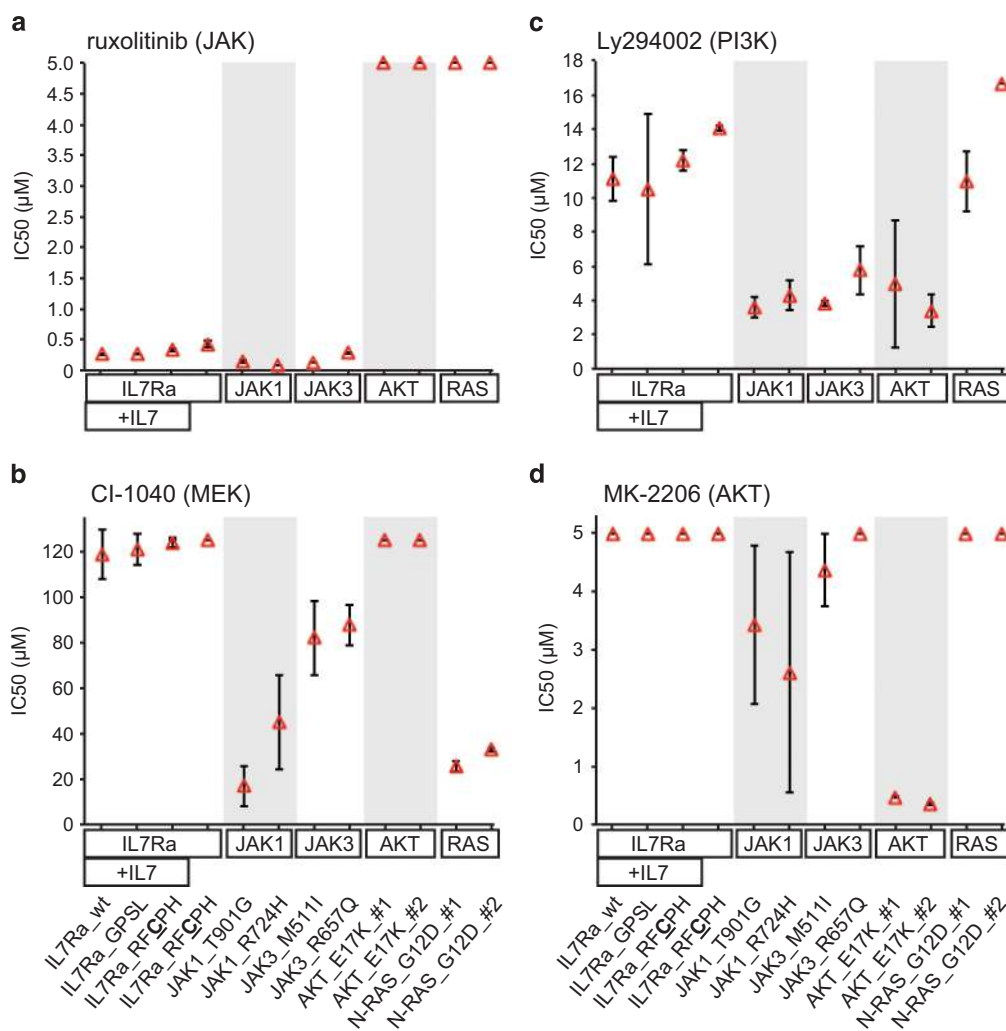 a
ruxolitinib (JAK)
5.0
4.5
4.0
3.5
3.0
2.5
2.0
1.5
1.0
0.5
0
IC50 (µM)
IL7Ra JAK1 JAK3 AKT RAS
+IL7
c
Ly294002 (PI3K)
18
16
14
12
10
8
6
4
2
0
IC50 (µM)
IL7Ra JAK1 JAK3 AKT RAS
+IL7
b
CI-1040 (MEK)
120
100
80
60
40
20
0
IC50 (µM)
IL7Ra JAK1 JAK3 AKT RAS
+IL7
IL7Ra_wt
IL7Ra_GPSL
IL7Ra_RFCPH
IL7Ra_RFCPH
JAK1_T901G
JAK1_R724H
JAK3_M511I
JAK3_R657Q
AKT_E17K_#1
AKT_E17K_#2
N-RAS_G12D_#1
N-RAS_G12D_#2
d
MK-2206 (AKT)
5
4
3
2
1
0
IC50 (µM)
IL7Ra JAK1 JAK3 AKT RAS
+IL7
IL7Ra_wt
IL7Ra_GPSL
IL7Ra_RFCPH
IL7Ra_RFCPH
JAK1_T901G
JAK1_R724H
JAK3_M511I
JAK3_R657Q
AKT_E17K_#1
AKT_E17K_#2
N-RAS_G12D_#1
N-RAS_G12D_#2